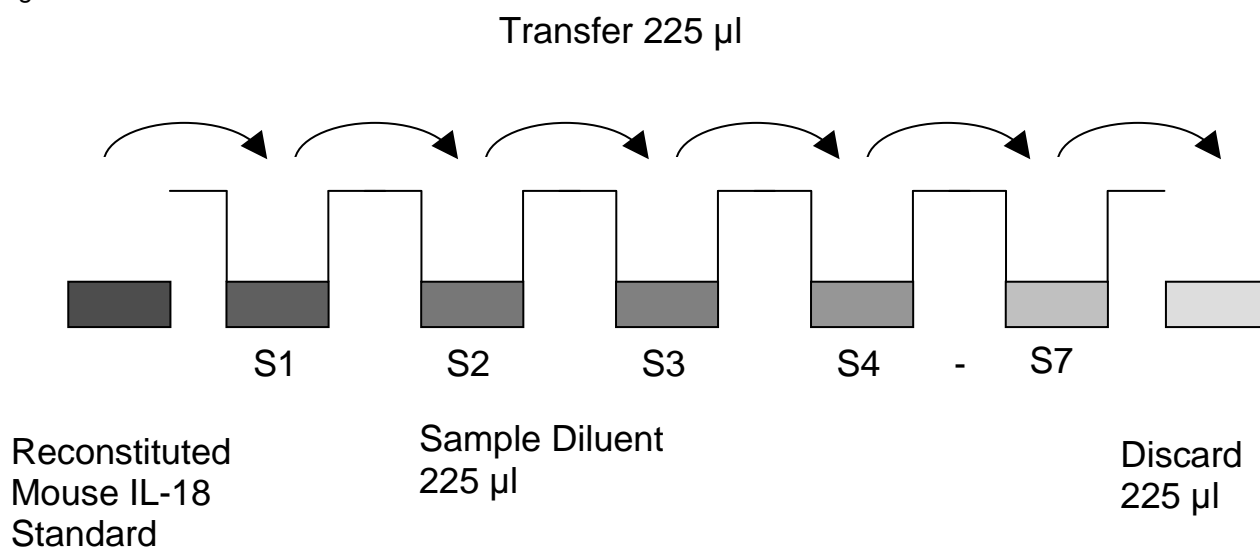 Transfer 225 µl
S1 S2 S3 S4 - S7
Reconstituted
Mouse IL-18
Standard
Sample Diluent
225 µl
Discard
225 µl